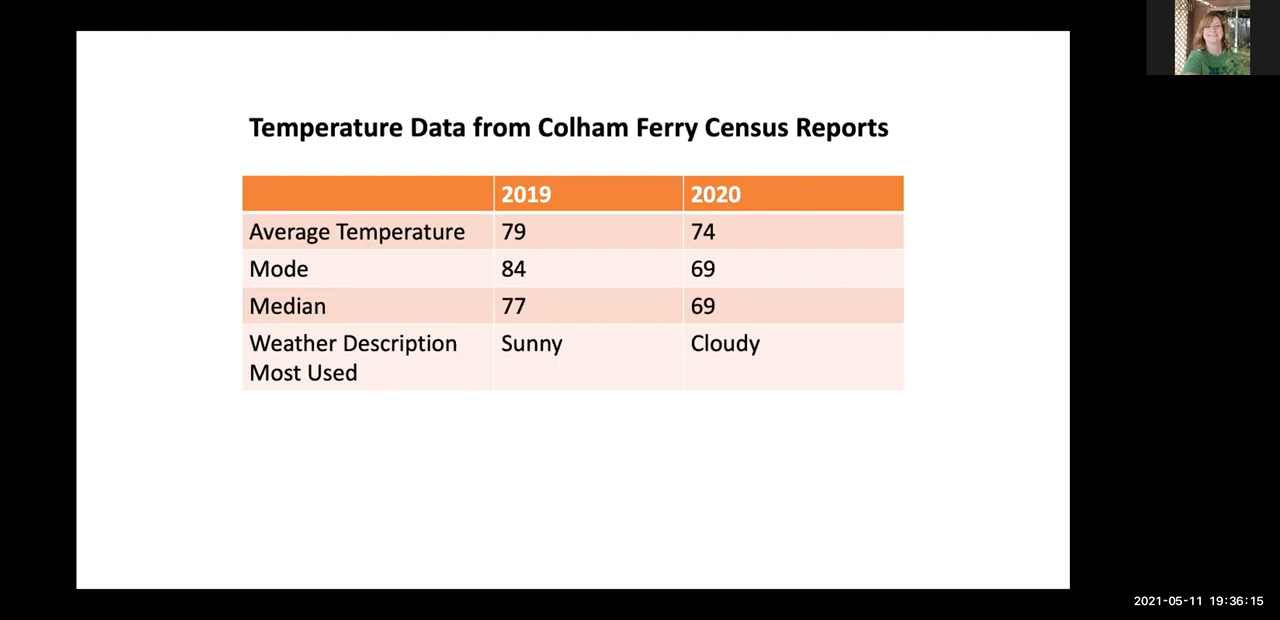 Temperature Data from Colham Ferry Census Reports
2019 2020
Average Temperature 79 74
Mode 84 69
Median 77 69
Weather Description Sunny Cloudy
Most Used
2021-05-11 19:36:15